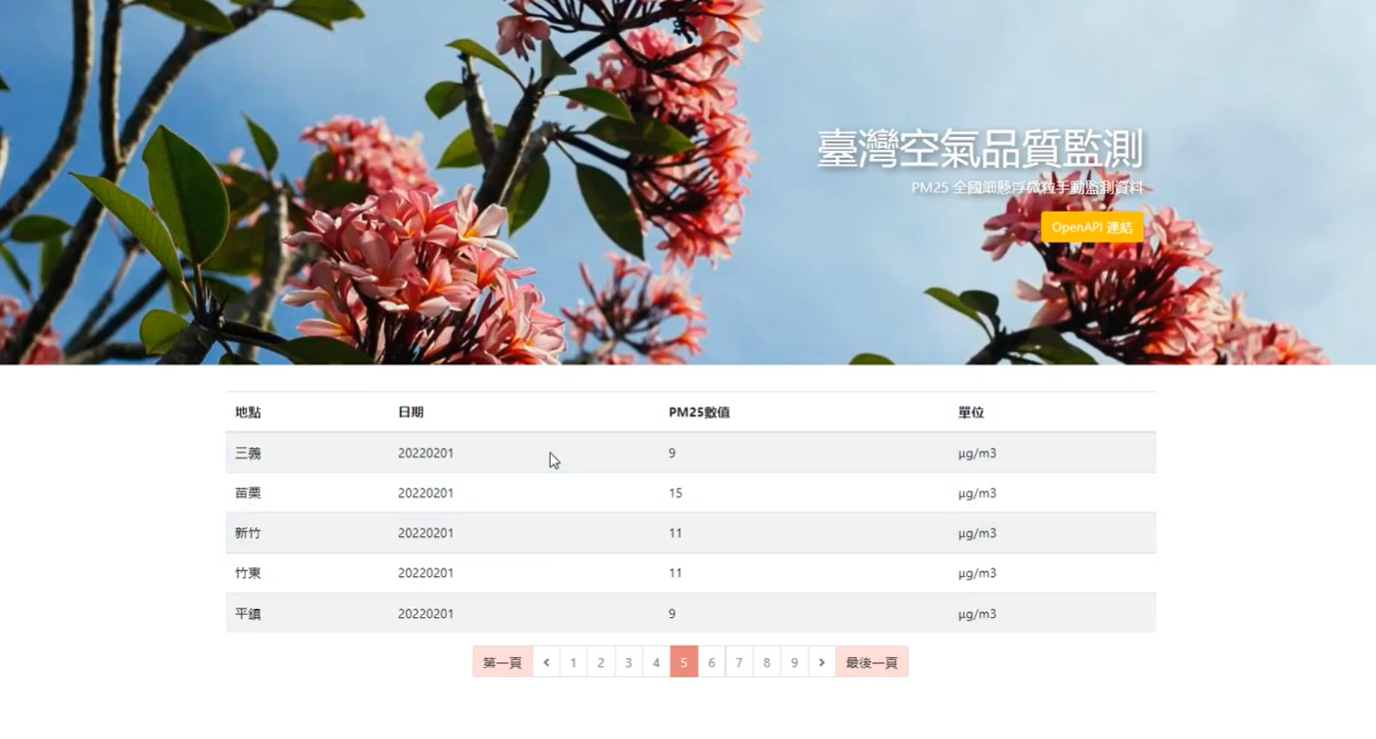 臺灣空氣品質監測
PM25 全國細懸浮微粒手動監測資料
OpenAPI 連結
地點 日期 PM25數值 單位
三義 20220201 9 μg/m3
苗栗 20220201 15 μg/m3
新竹 20220201 11 μg/m3
竹東 20220201 11 μg/m3
平鎮 20220201 9 μg/m3
第一頁 1 2 3 4 5 6 7 8 9 最後一頁